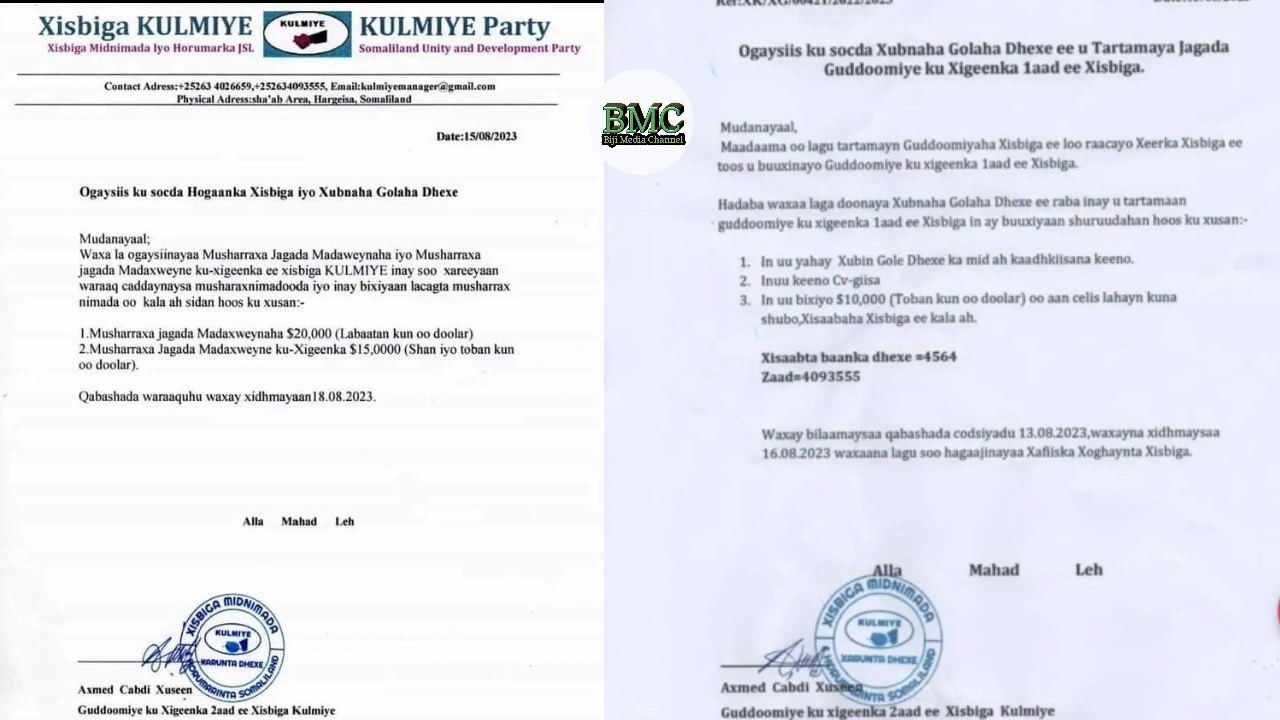 Xisbiga KULMIYE
Xisbiga Midnimada Iyo Horumarka JSL
KULMIYE
KULMIYE Party
Somaliland Unity and Development Party
Contact Adress:+25263 4026659,+252634093555, Email:kulmiyemanager@gmail.com
Physical Adress:sha'ab Area, Hargeisa, Somaliland
Date:15/08/2023
Ogaysiis ku socda Hogaanka Xisbiga iyo Xubnaha Golaha Dhexe
Mudanayaal;
Waxa la ogaysiinayaa Musharraxa Jagada Madaweynaha iyo Musharraxa
jagada Madaxweyne ku-xigeenka ee xisbiga KULMIYE inay soo xareeyaan
waraaq caddaynaysa musharaxnimadooda iyo inay bixiyaan lacagta musharrax
nimada oo kala ah sidan hoos ku xusan:-
1.Musharraxa jagada Madaxweynaha $20,000 (Labaatan kun oo doolar)
2.Musharraxa Jagada Madaxweyne ku-Xigeenka $15,0000 (Shan iyo toban kun
oo doolar).
Qabashada waraaquhu waxay xidhmayaan18.08.2023.
Alla Mahad Leh
XISBIGA MIDNIMADA
KULMIYE
XARUNTA DHEXE
HORUMARINTA SOMALILAND
Axmed Cabdi Xuseen
Guddoomiye ku Xigeenka 2aad ee Xisbiga Kulmiye
BMC
Biji Media Channel
Ogaysiis ku socda Xubnaha Golaha Dhexe ee u Tartamaya Jagada
Guddoomiye ku Xigeenka 1aad ee Xisbiga.
Mudanayaal,
Maadaama oo lagu tartamayn Guddoomiyaha Xisbiga ee loo raacayo Xeerka Xisbiga ee
toos u buuxinayo Guddoomiye ku xigeenka 1aad ee Xisbiga.
Hadaba waxaa laga doonaya Xubnaha Golaha Dhexe ee raba inay u tartamaan
guddoomiye ku xigeenka 1aad ee Xisbiga in ay buuxiyaan shuruudahan hoos ku xusan:-
1. In uu yahay Xubin Gole Dhexe ka mid ah kaadhkiisana keeno.
2. Inuu keeno Cv-giisa
3. In uu bixiyo $10,000 (Toban kun oo doolar) oo aan celis lahayn kuna
shubo,Xisaabaha Xisbiga ee kala ah.
Xisaabta baanka dhexe =4564
Zaad=4093555
Waxay bilaamaysaa qabashada codsiyadu 13.08.2023,waxayna xidhmaysaa
16.08.2023 waxaana lagu soo hagaajinayaa Xafiiska Xoghaynta Xisbiga.
Alla Mahad Leh
XISBIGA MIDNIMADA
KULMIYE
XARUNTA DHEXE
HORUMARINTA SOMALILAND
Axmed Cabdi Xuseen
Guddoomiye ku xigeenka 2aad ee Xisbiga Kulmiye